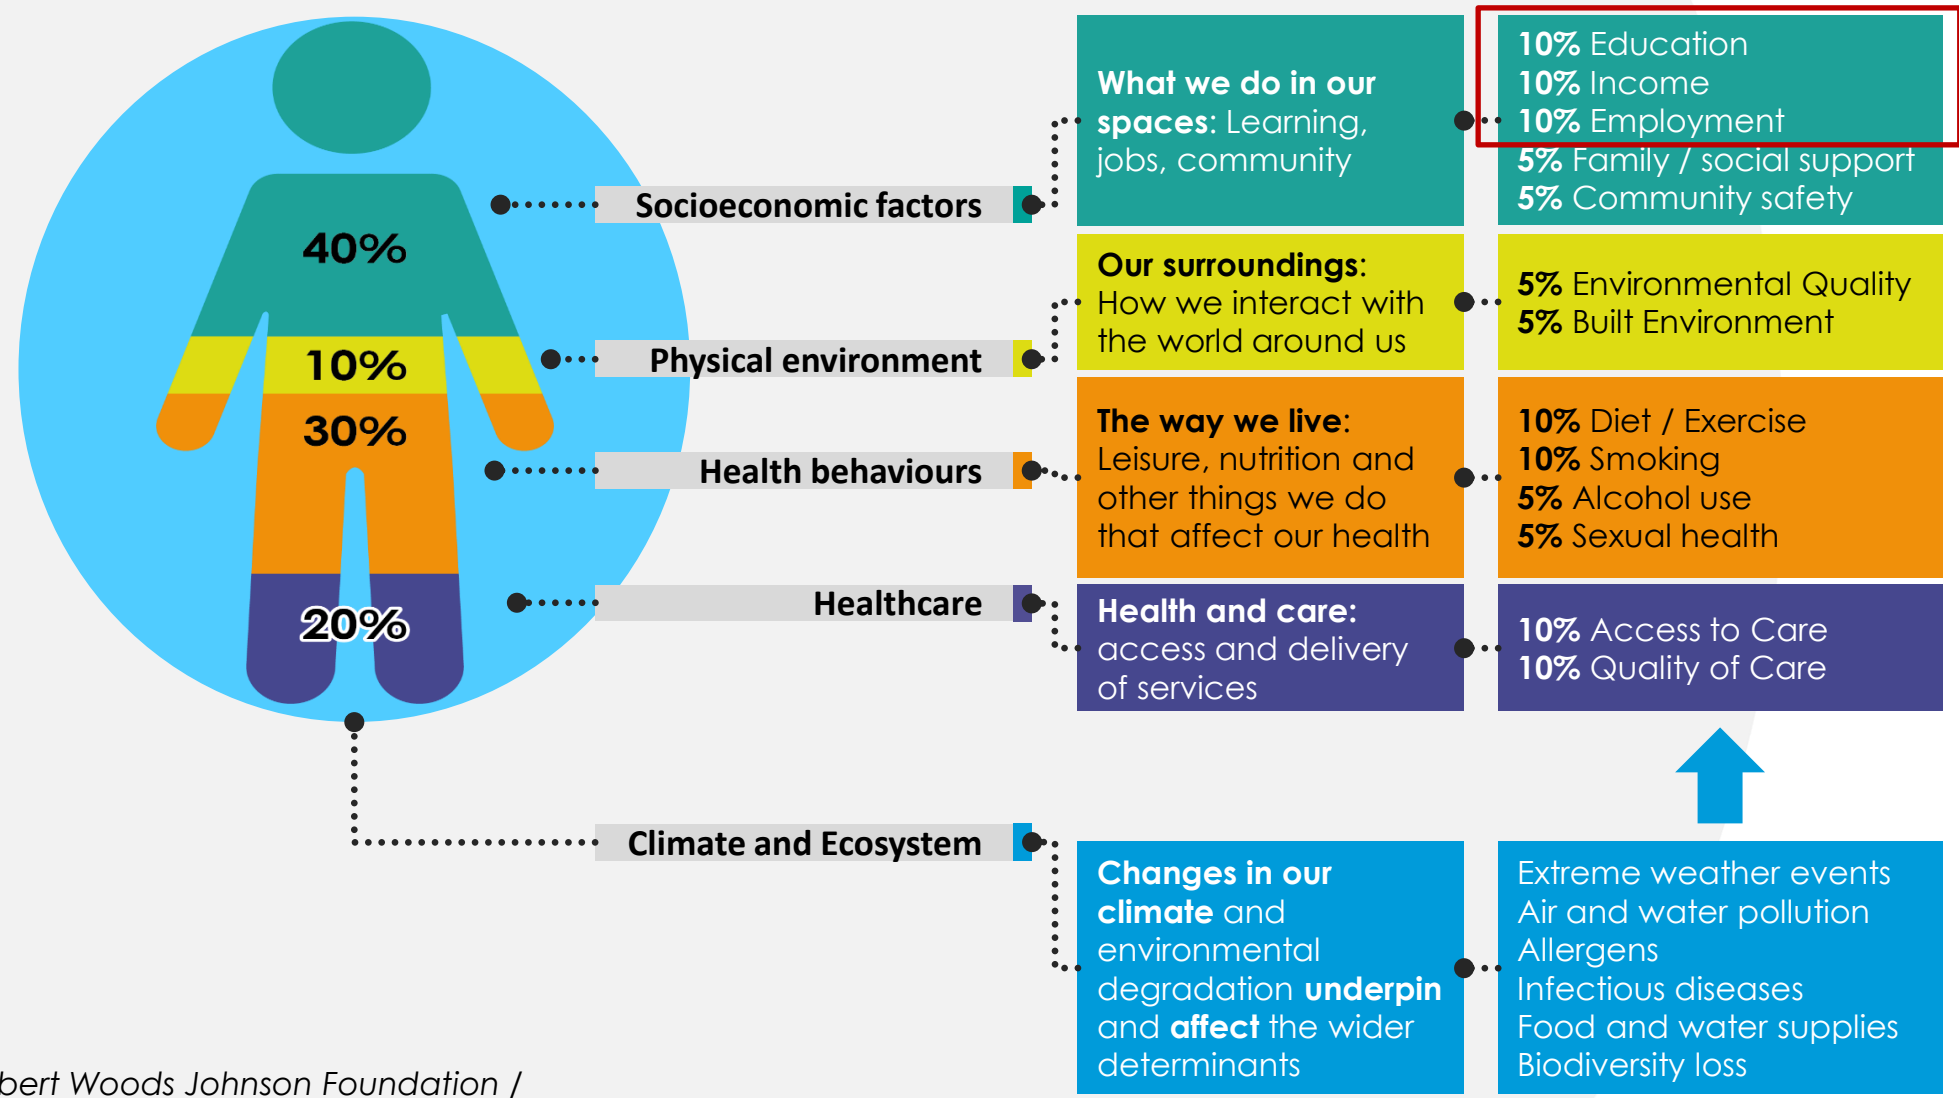 40%
10%
30%
20%
Socioeconomic factors
Physical environment
Health behaviours
Healthcare
Climate and Ecosystem
What we do in our
spaces: Learning,
jobs, community
10% Education
10% Income
10% Employment
5% Family / social support
5% Community safety
Our surroundings:
How we interact with
the world around us
5% Environmental Quality
5% Built Environment
The way we live:
Leisure, nutrition and
other things we do
that affect our health
10% Diet / Exercise
10% Smoking
5% Alcohol use
5% Sexual health
Health and care:
access and delivery
of services
10% Access to Care
10% Quality of Care
Changes in our
climate and
environmental
degradation underpin
and affect the wider
determinants
Extreme weather events
Air and water pollution
Allergens
Infectious diseases
Food and water supplies
Biodiversity loss
bert Woods Johnson Foundation /